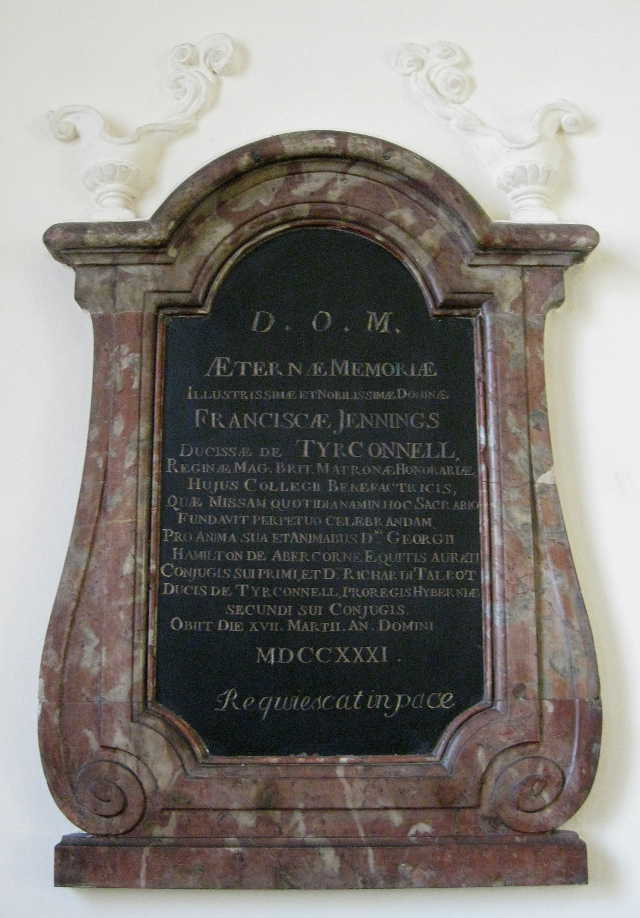 D. O. M.
ÆTERNÆ MEMORIÆ
ILLUSTRISSIMÆ ET NOBILISSIMÆ DOMINÆ
FRANCISCÆ JENNINGS
DUCISSÆ DE TYRCONNELL,
REGINÆ MAG. BRIT. MATRONÆ HONORARIÆ
HUJUS COLLEGII BENEFACTRICIS,
QUÆ MISSAM QUOTIDIANAM IN HOC SACRARIO
FUNDAVIT PERPETUO CELEBRANDAM
PRO ANIMA SUA ET ANIMABUS D.ni GEORGII
HAMILTON DE ABERCORNE EQUITIS AURATI
CONJUGIS SUI PRIMI, ET D. RICHARDI TALBOT
DUCIS DE TYRCONNELL, PROREGIS HYBERNIÆ
SECUNDI SUI CONJUGIS.
OBIIT DIE XVII. MARTII. AN. DOMINI
MDCCXXXI.
Requiescat in pace